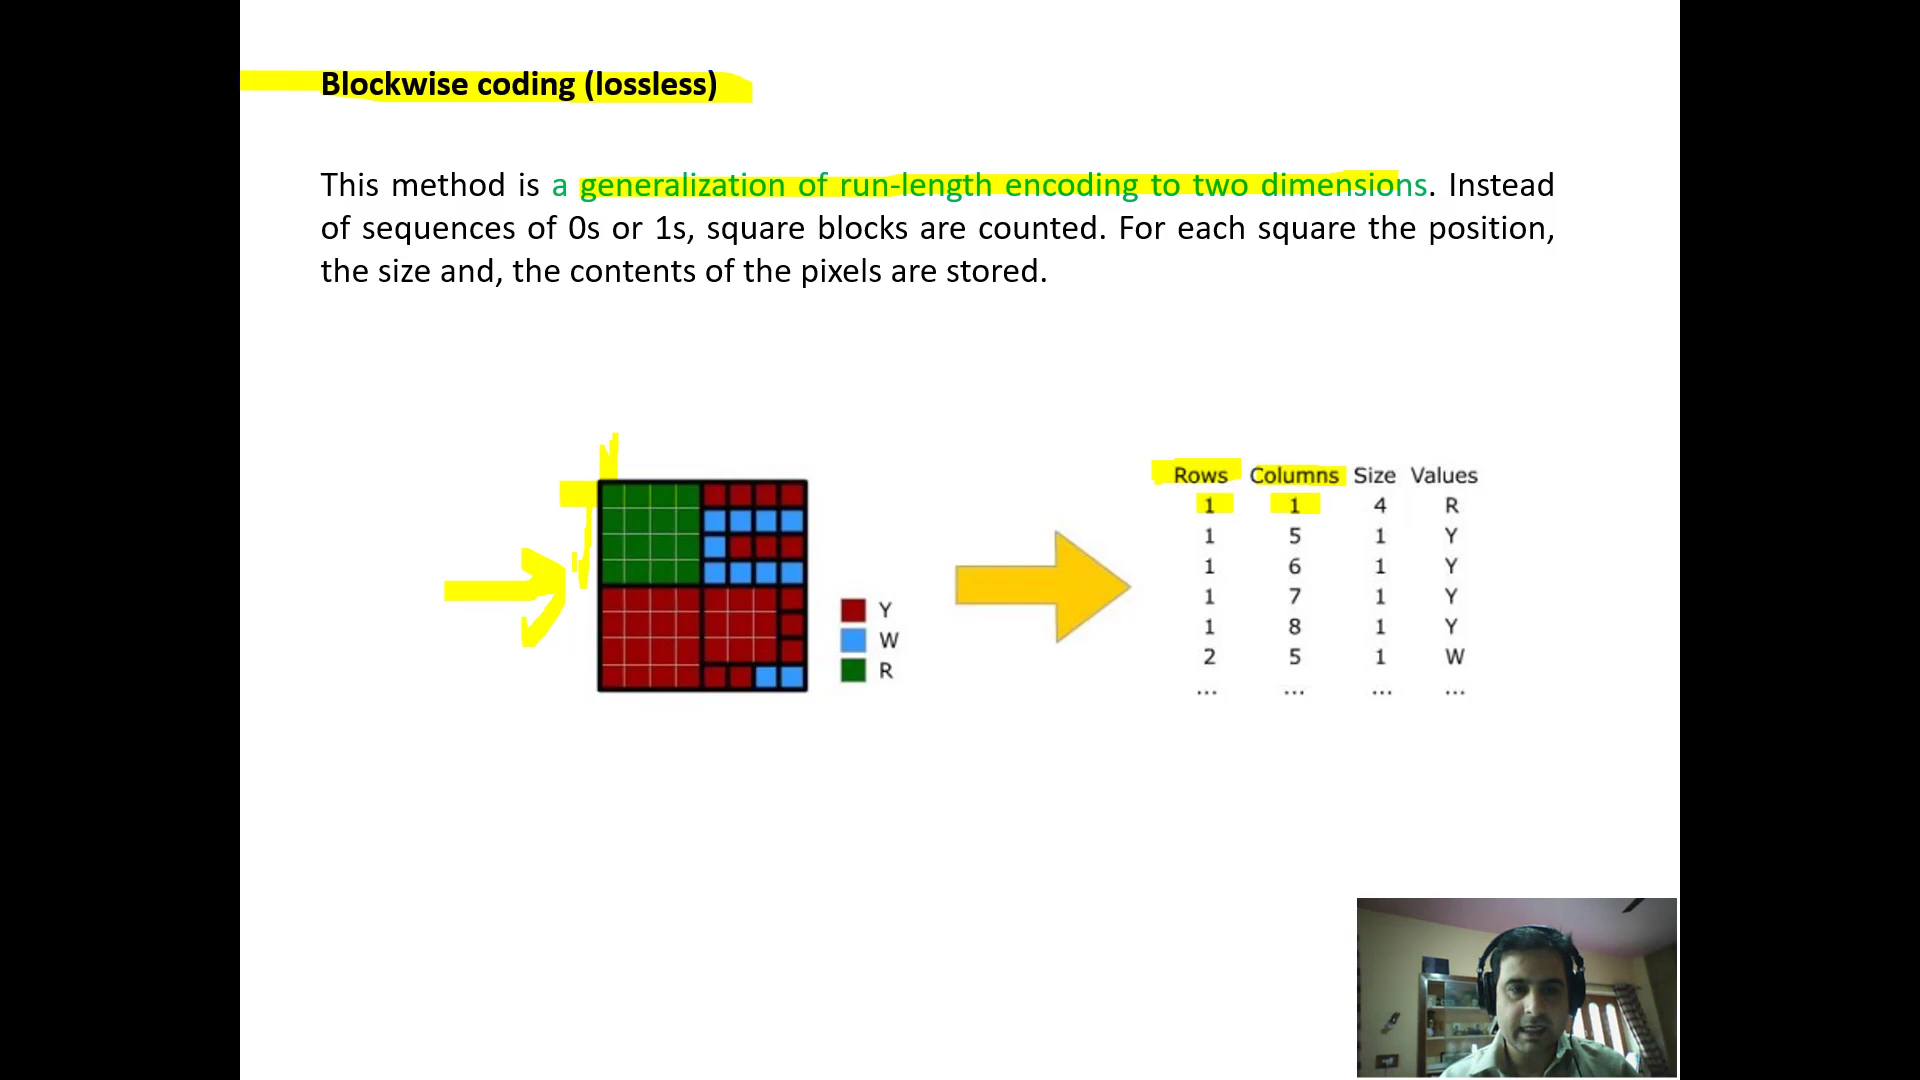 Blockwise coding (lossless)
This method is a generalization of run-length encoding to two dimensions. Instead
of sequences of 0s or 1s, square blocks are counted. For each square the position,
the size and, the contents of the pixels are stored.
Y
W
R
Rows Columns Size Values
1 1 4 R
1 5 1 Y
1 6 1 Y
1 7 1 Y
1 8 1 Y
2 5 1 W
... ... ... ...